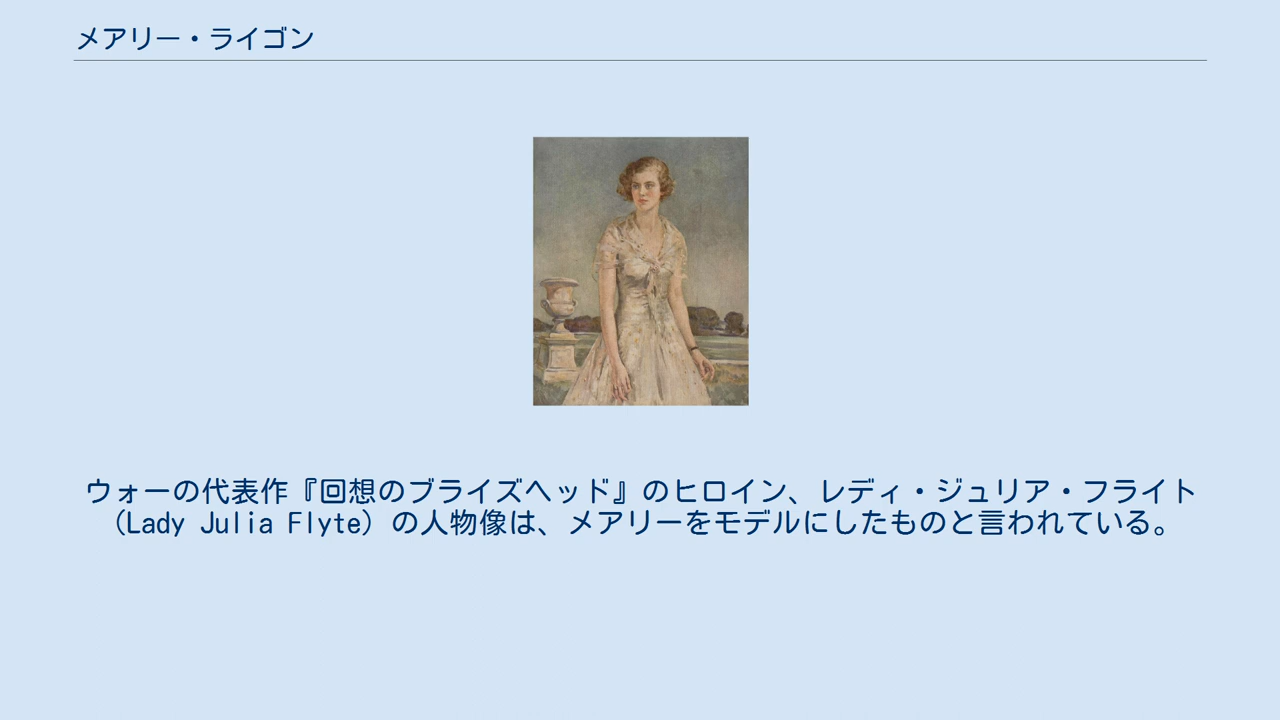 メアリー・ライゴン
ウォーの代表作『回想のブライズヘッド』のヒロイン、レディ・ジュリア・フライト
（Lady Julia Flyte）の人物像は、メアリーをモデルにしたものと言われている。